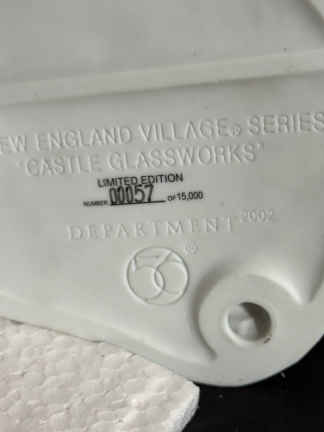 EW ENGLAND VILLAGE® SERIES
'CASTLE GLASSWORKS'
LIMITED EDITION
NUMBER 00057 OF 15,000
DEPARTMENT 2002
56 ®